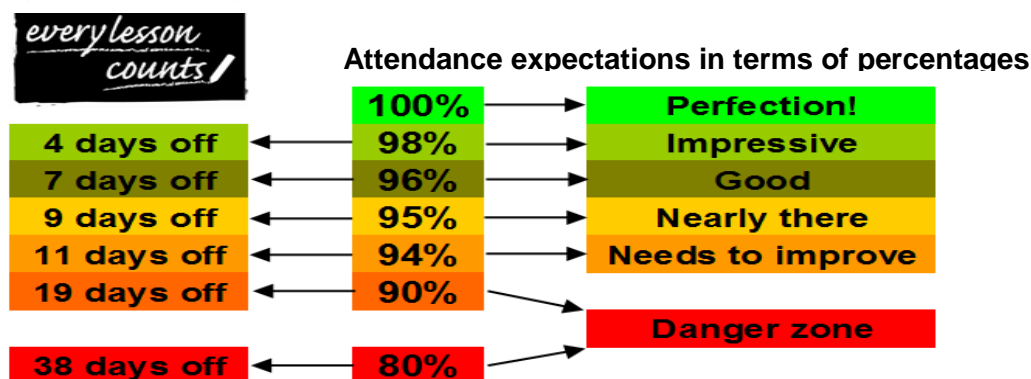 every lesson
counts
Attendance expectations in terms of percentages
100% Perfection!
4 days off 98% Impressive
7 days off 96% Good
9 days off 95% Nearly there
11 days off 94% Needs to improve
19 days off 90%
Danger zone
38 days off 80%